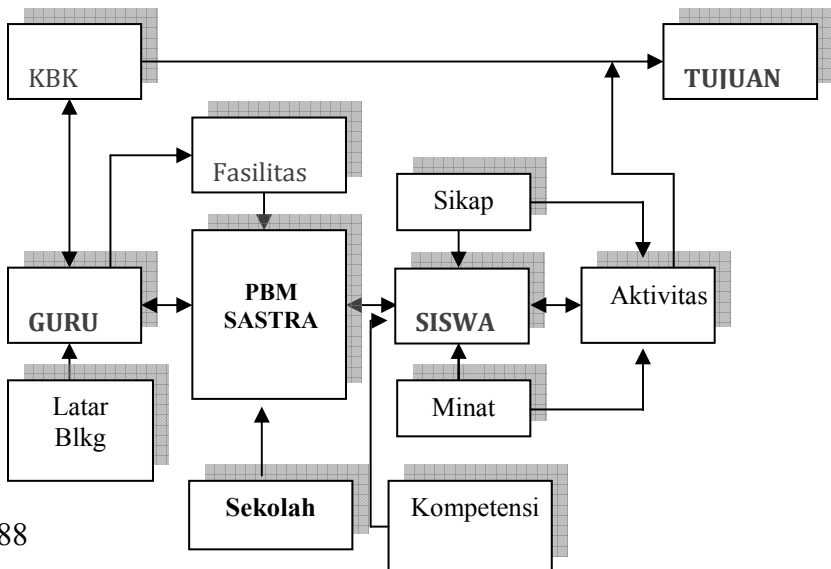 KBK
TUJUAN
Fasilitas
Sikap
GURU
PBM
SASTRA
SISWA
Aktivitas
Latar
Blkg
Minat
Sekolah
Kompetensi
88